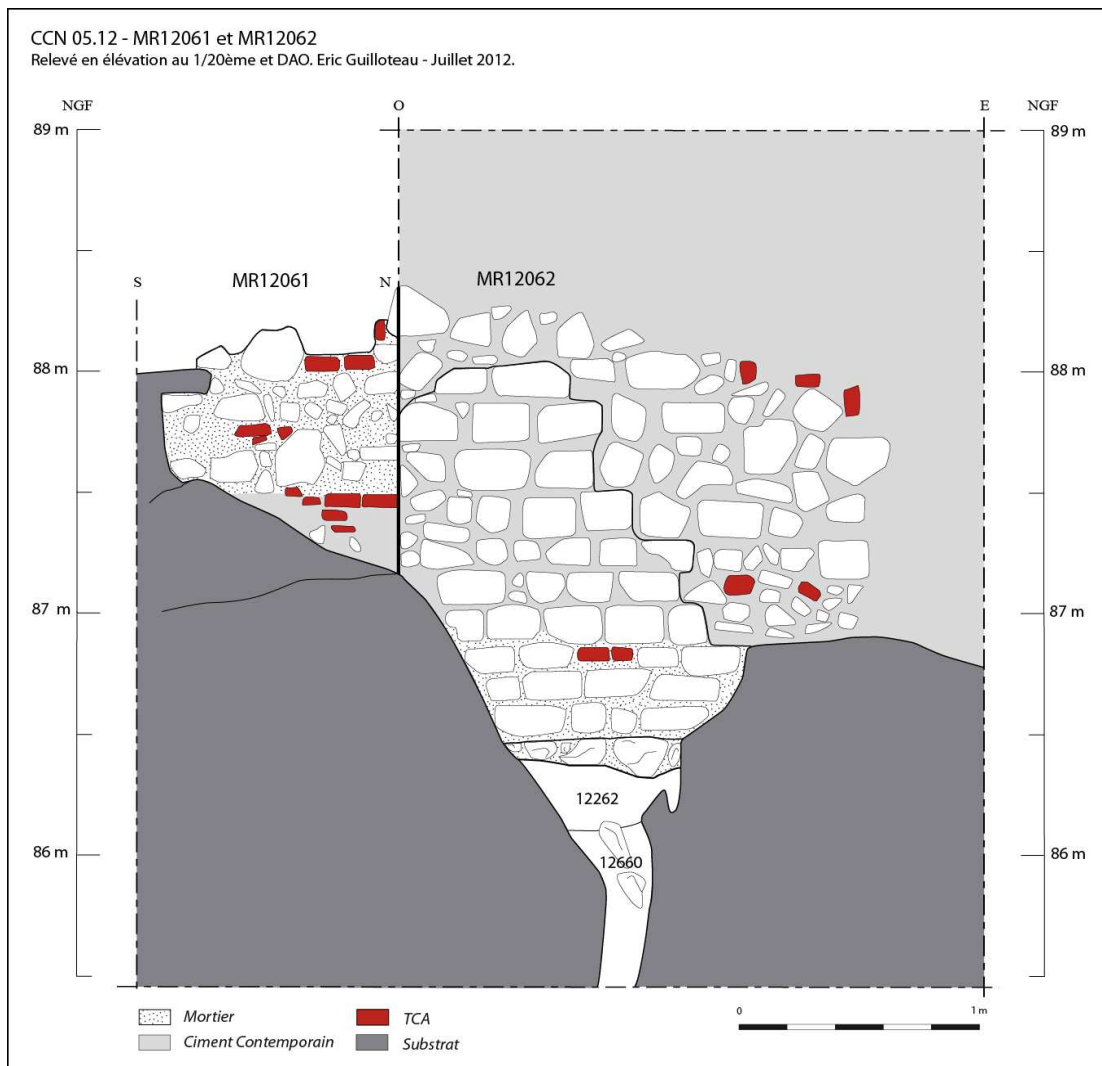 CCN 05.12 - MR12061 et MR12062
Relevé en élévation au 1/20ème et DAO. Eric Guilloteau - Juillet 2012.
NGF
O
E
NGF
89 m
89 m
S
MR12061
N
MR12062
88 m
88 m
87 m
87 m
12262
86 m
12660
86 m
Mortier
TCA
Ciment Contemporain
Substrat
0
1 m